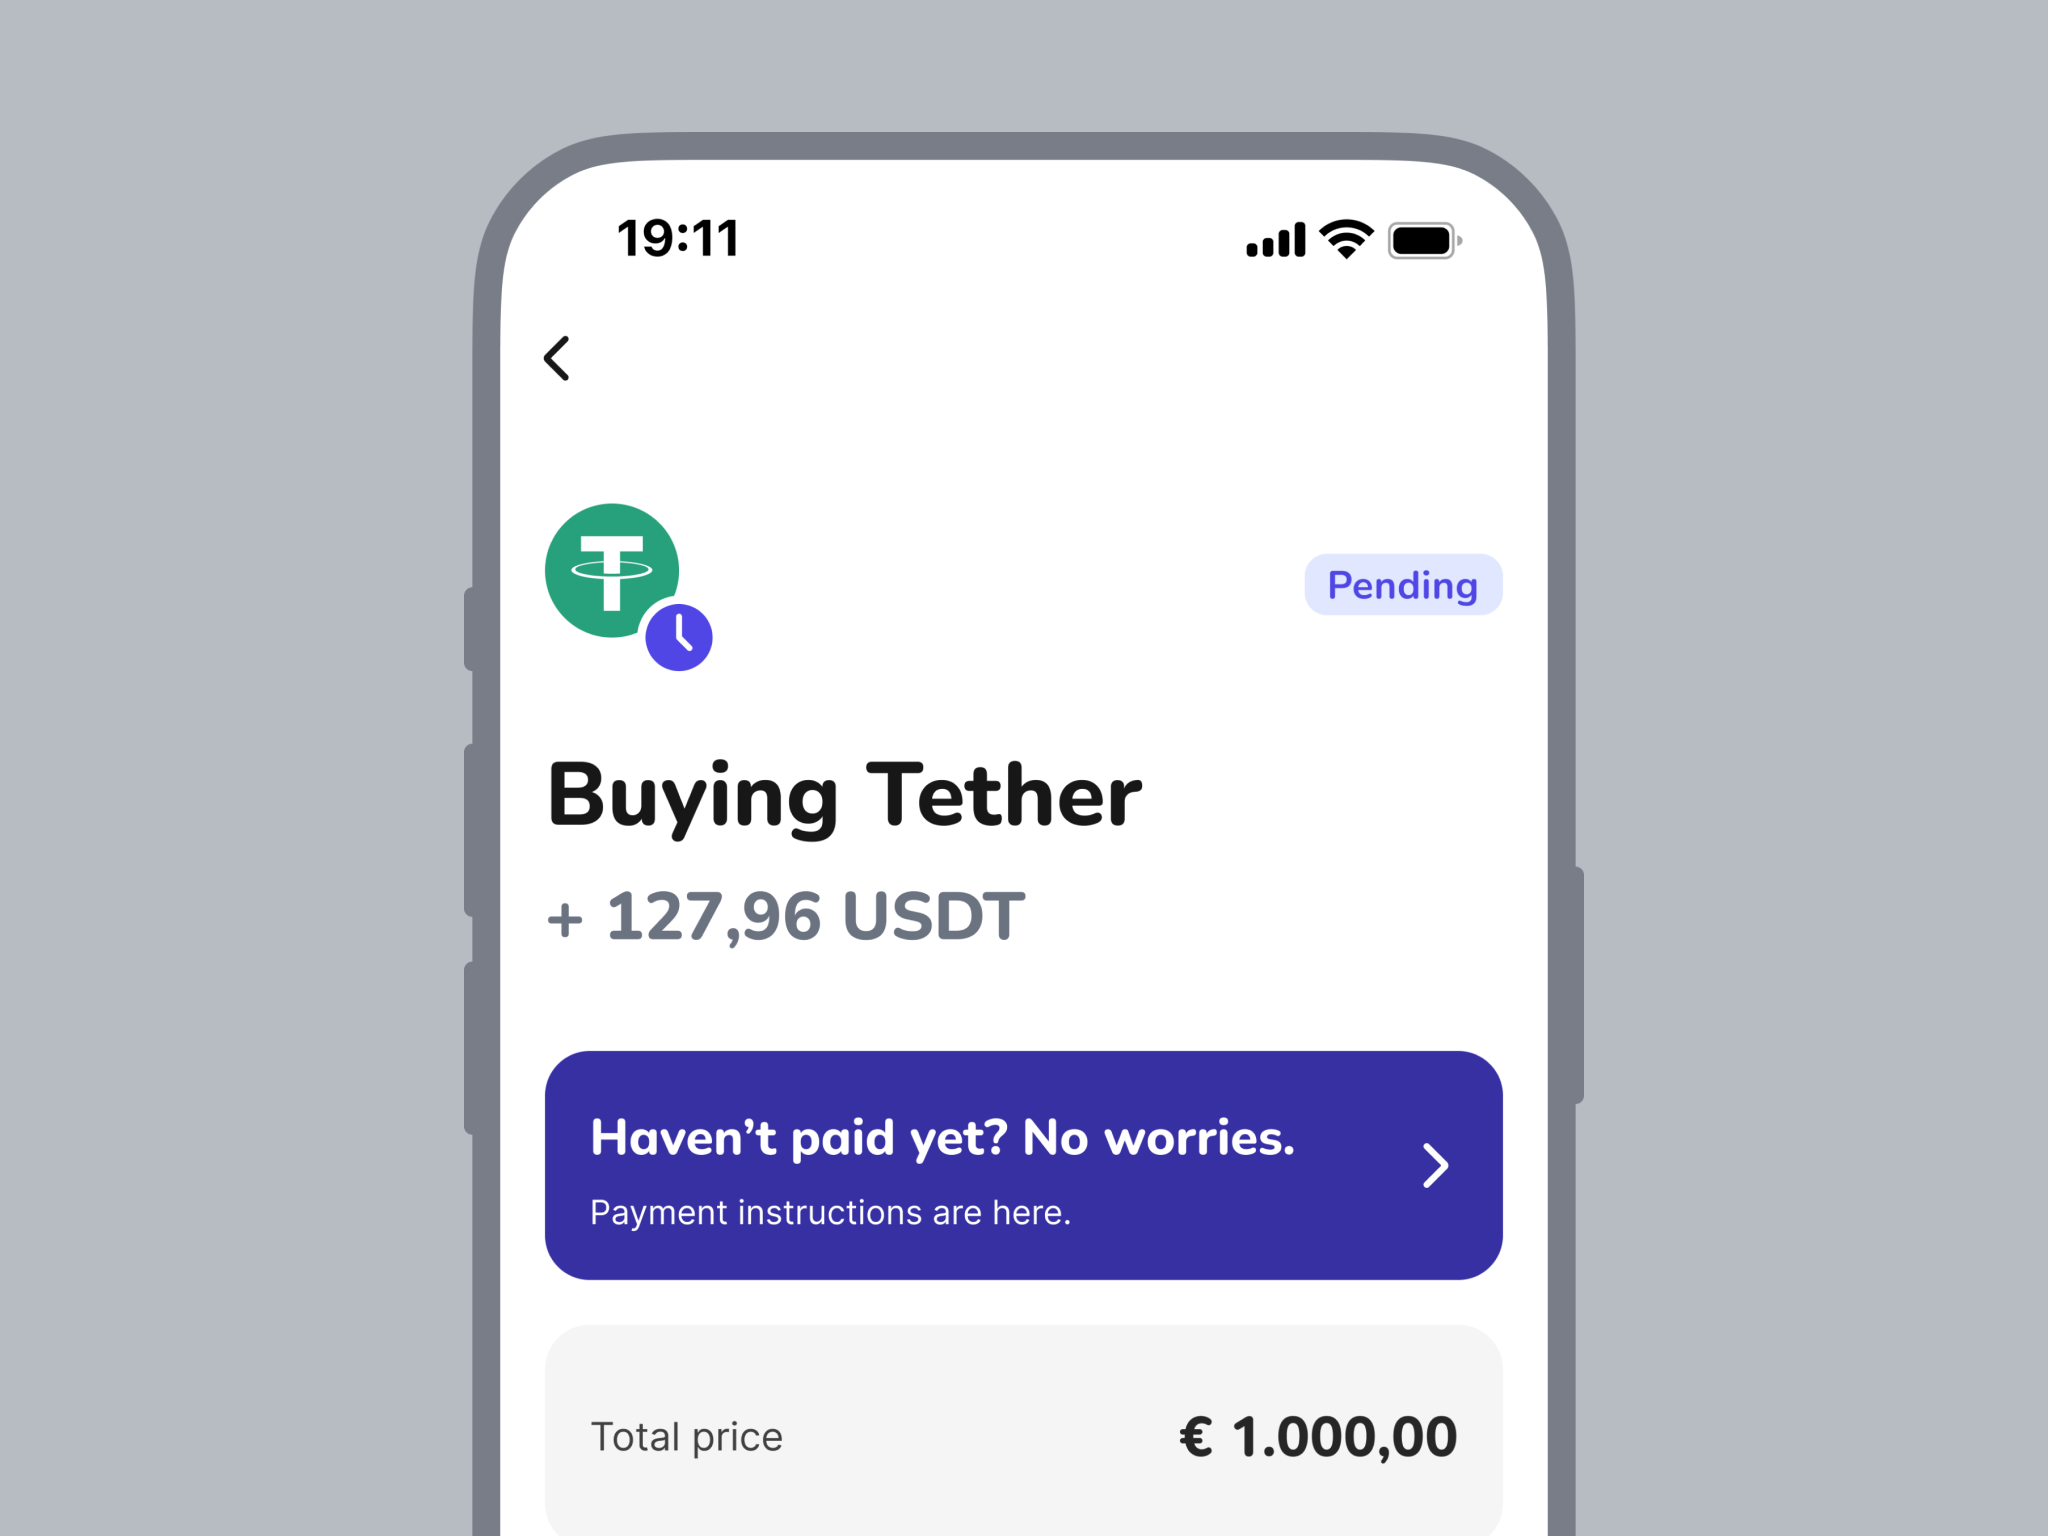 19:11
Pending
Buying Tether
+ 127,96 USDT
Haven’t paid yet? No worries.
Payment instructions are here.
Total price
€ 1.000,00